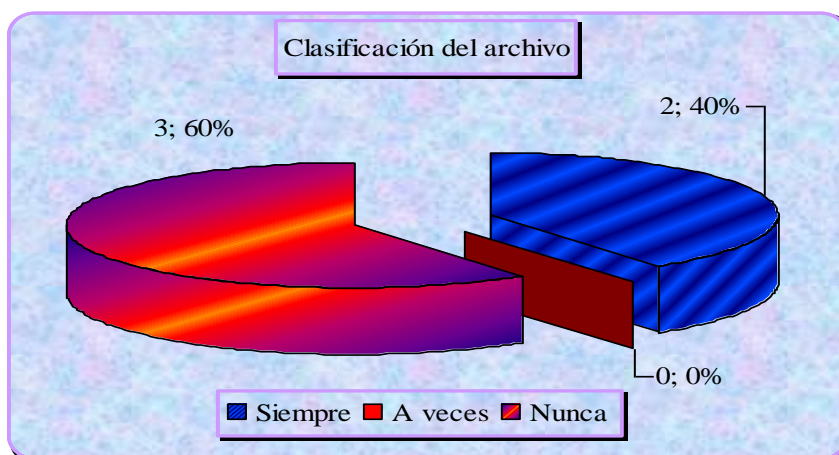 Clasificación del archivo
3; 60%
2; 40%
0; 0%
Siempre A veces Nunca